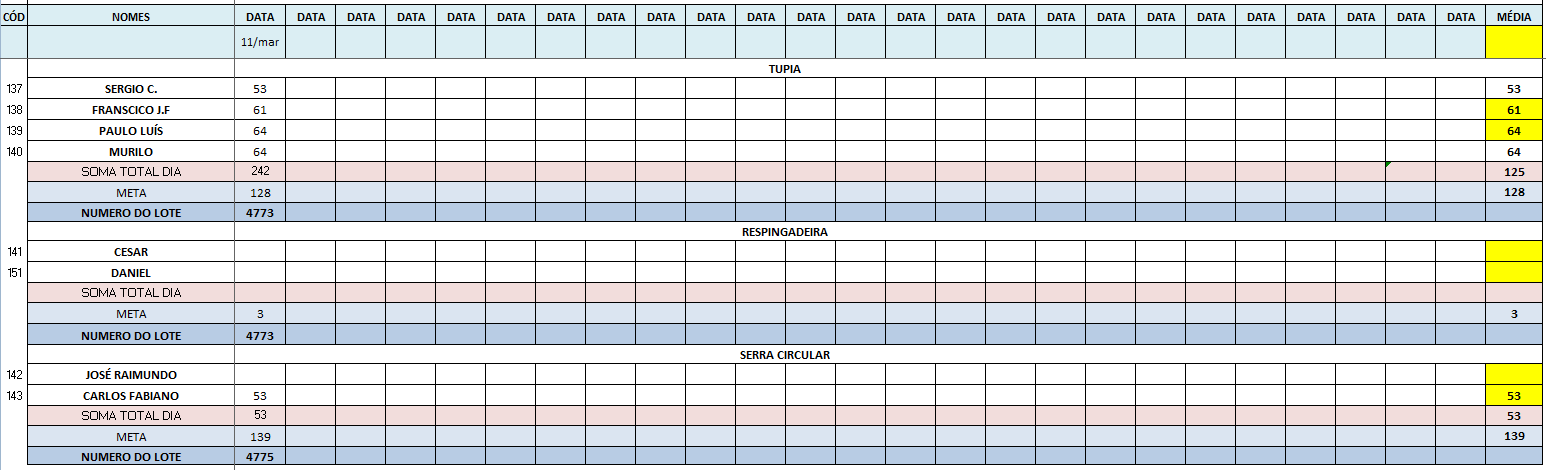 CÓD NOMES DATA DATA DATA DATA DATA DATA DATA DATA DATA DATA DATA DATA DATA DATA DATA DATA DATA DATA DATA DATA DATA DATA DATA DATA DATA MÉDIA
11/mar
TUPIA
137 SERGIO C. 53 53
138 FRANSCICO J.F 61 61
139 PAULO LUÍS 64 64
140 MURILO 64 64
SOMA TOTAL DIA 242 125
META 128 128
NUMERO DO LOTE 4773
RESPINGADEIRA
141 CESAR
151 DANIEL
SOMA TOTAL DIA
META 3 3
NUMERO DO LOTE 4773
SERRA CIRCULAR
142 JOSÉ RAIMUNDO
143 CARLOS FABIANO 53 53
SOMA TOTAL DIA 53 53
META 139 139
NUMERO DO LOTE 4775